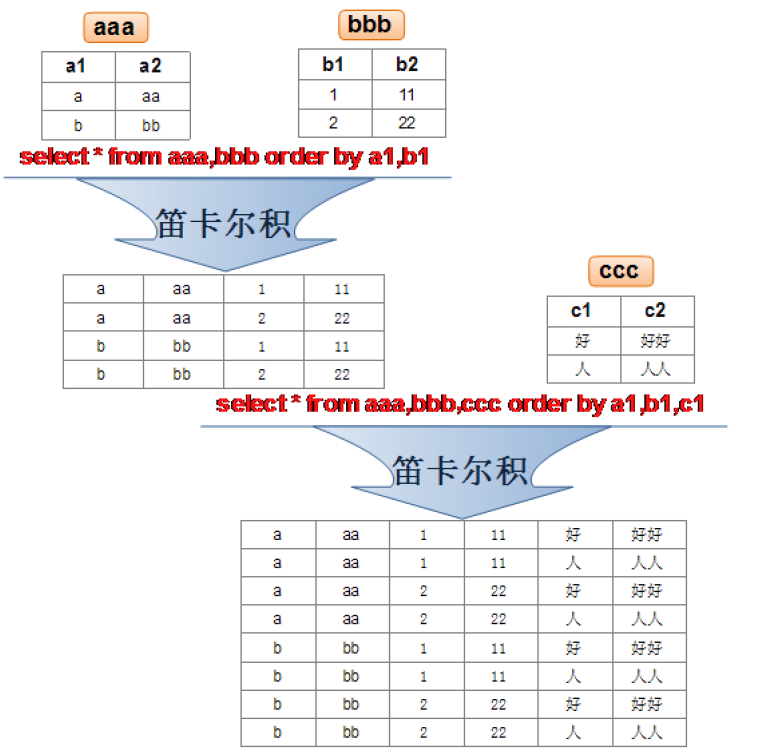 aaa
bbb
a1 a2
a aa
b bb
b1 b2
1 11
2 22
select * from aaa,bbb order by a1,b1
笛卡尔积
a aa 1 11
a aa 2 22
b bb 1 11
b bb 2 22
ccc
c1 c2
好 好好
人 人人
select * from aaa,bbb,ccc order by a1,b1,c1
笛卡尔积
a aa 1 11 好 好好
a aa 1 11 人 人人
a aa 2 22 好 好好
a aa 2 22 人 人人
b bb 1 11 好 好好
b bb 1 11 人 人人
b bb 2 22 好 好好
b bb 2 22 人 人人